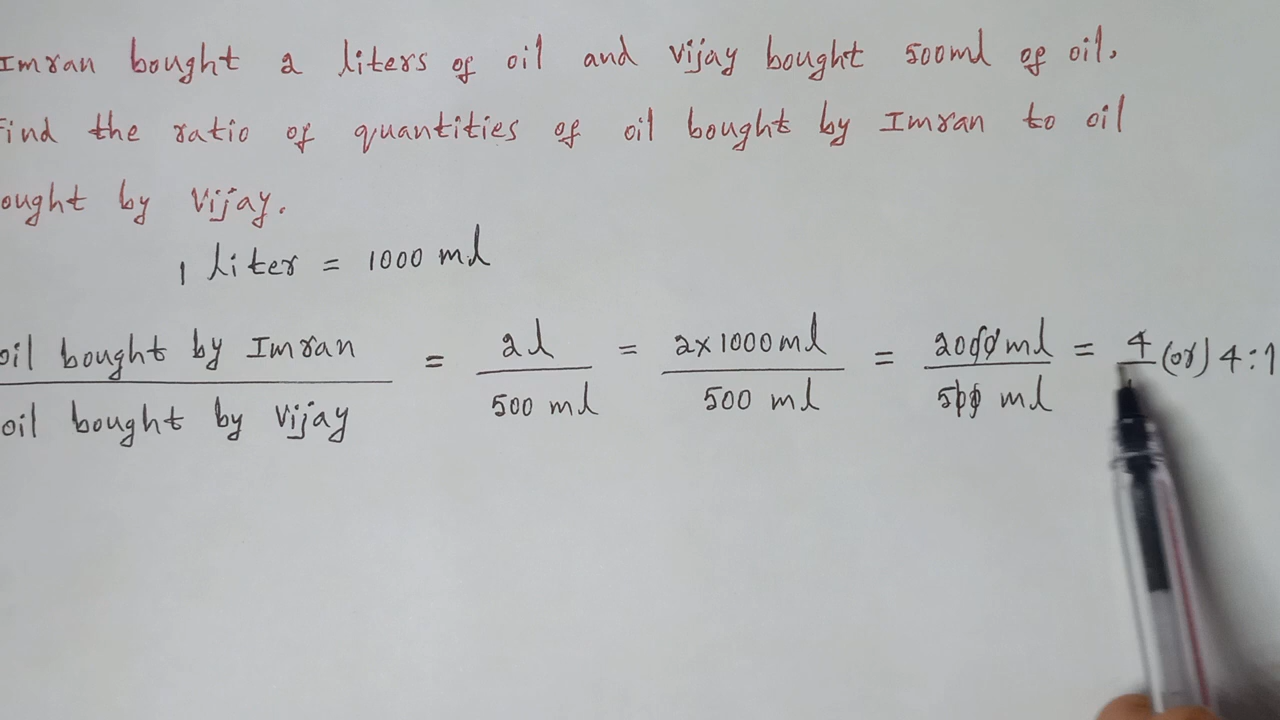 Imran bought 2 liters of oil and Vijay bought 500ml of oil.
Find the ratio of quantities of oil bought by Imran to oil
ought by Vijay.
1 liter = 1000 ml
oil bought by Imran / oil bought by Vijay = 2l / 500 ml = 2x1000ml / 500 ml = 2000ml / 500 ml = 4 (or) 4:1